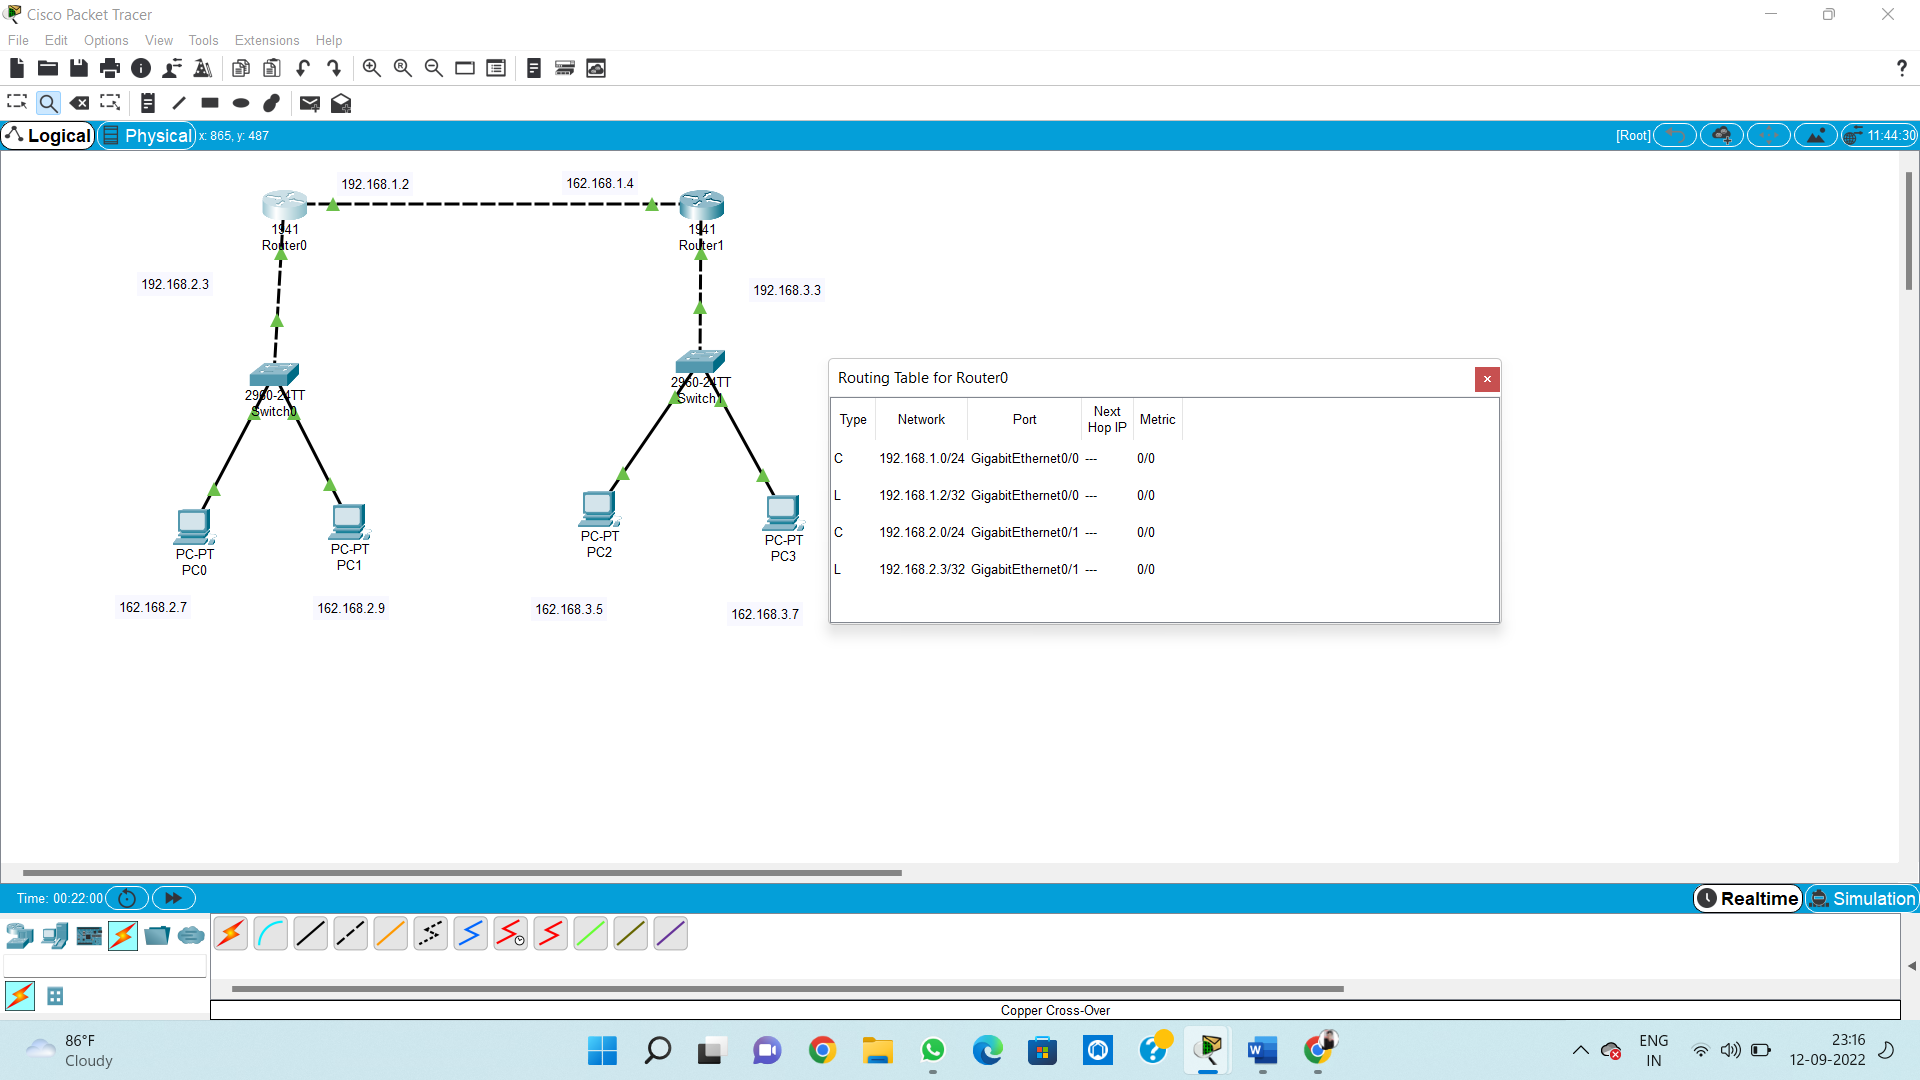 Cisco Packet Tracer
File Edit Options View Tools Extensions Help
Logical Physical x: 865, y: 487
[Root] 11:44:30
192.168.1.2 162.168.1.4
1941
Router0
1941
Router1
192.168.2.3
192.168.3.3
2960-24TT
Switch0
2960-24TT
Switch1
PC-PT
PC0
PC-PT
PC1
PC-PT
PC2
PC-PT
PC3
162.168.2.7
162.168.2.9
162.168.3.5
162.168.3.7
Routing Table for Router0
Type Network Port Next Hop IP Metric
C 192.168.1.0/24 GigabitEthernet0/0 --- 0/0
L 192.168.1.2/32 GigabitEthernet0/0 --- 0/0
C 192.168.2.0/24 GigabitEthernet0/1 --- 0/0
L 192.168.2.3/32 GigabitEthernet0/1 --- 0/0
Time: 00:22:00
Realtime Simulation
Copper Cross-Over
86°F
Cloudy
ENG
IN
23:16
12-09-2022